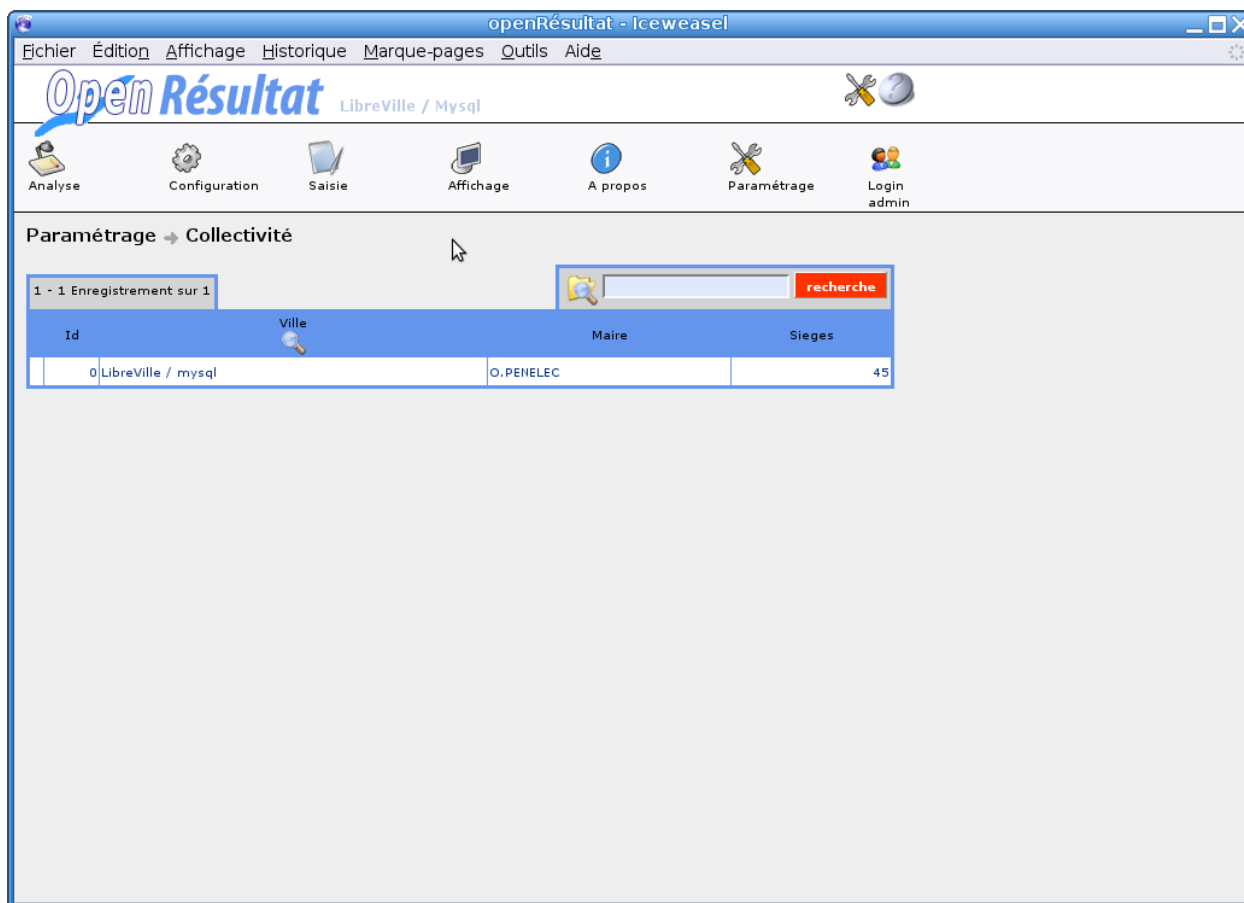 openRésultat - Iceweasel
Fichier Édition Affichage Historique Marque-pages Outils Aide
Open Résultat LibreVille / Mysql
Analyse Configuration Saisie Affichage A propos Paramétrage Login admin
Paramétrage Collectivité
1 - 1 Enregistrement sur 1 recherche
Id Ville Maire Sieges
0 LibreVille / mysql O.PENELEC 45